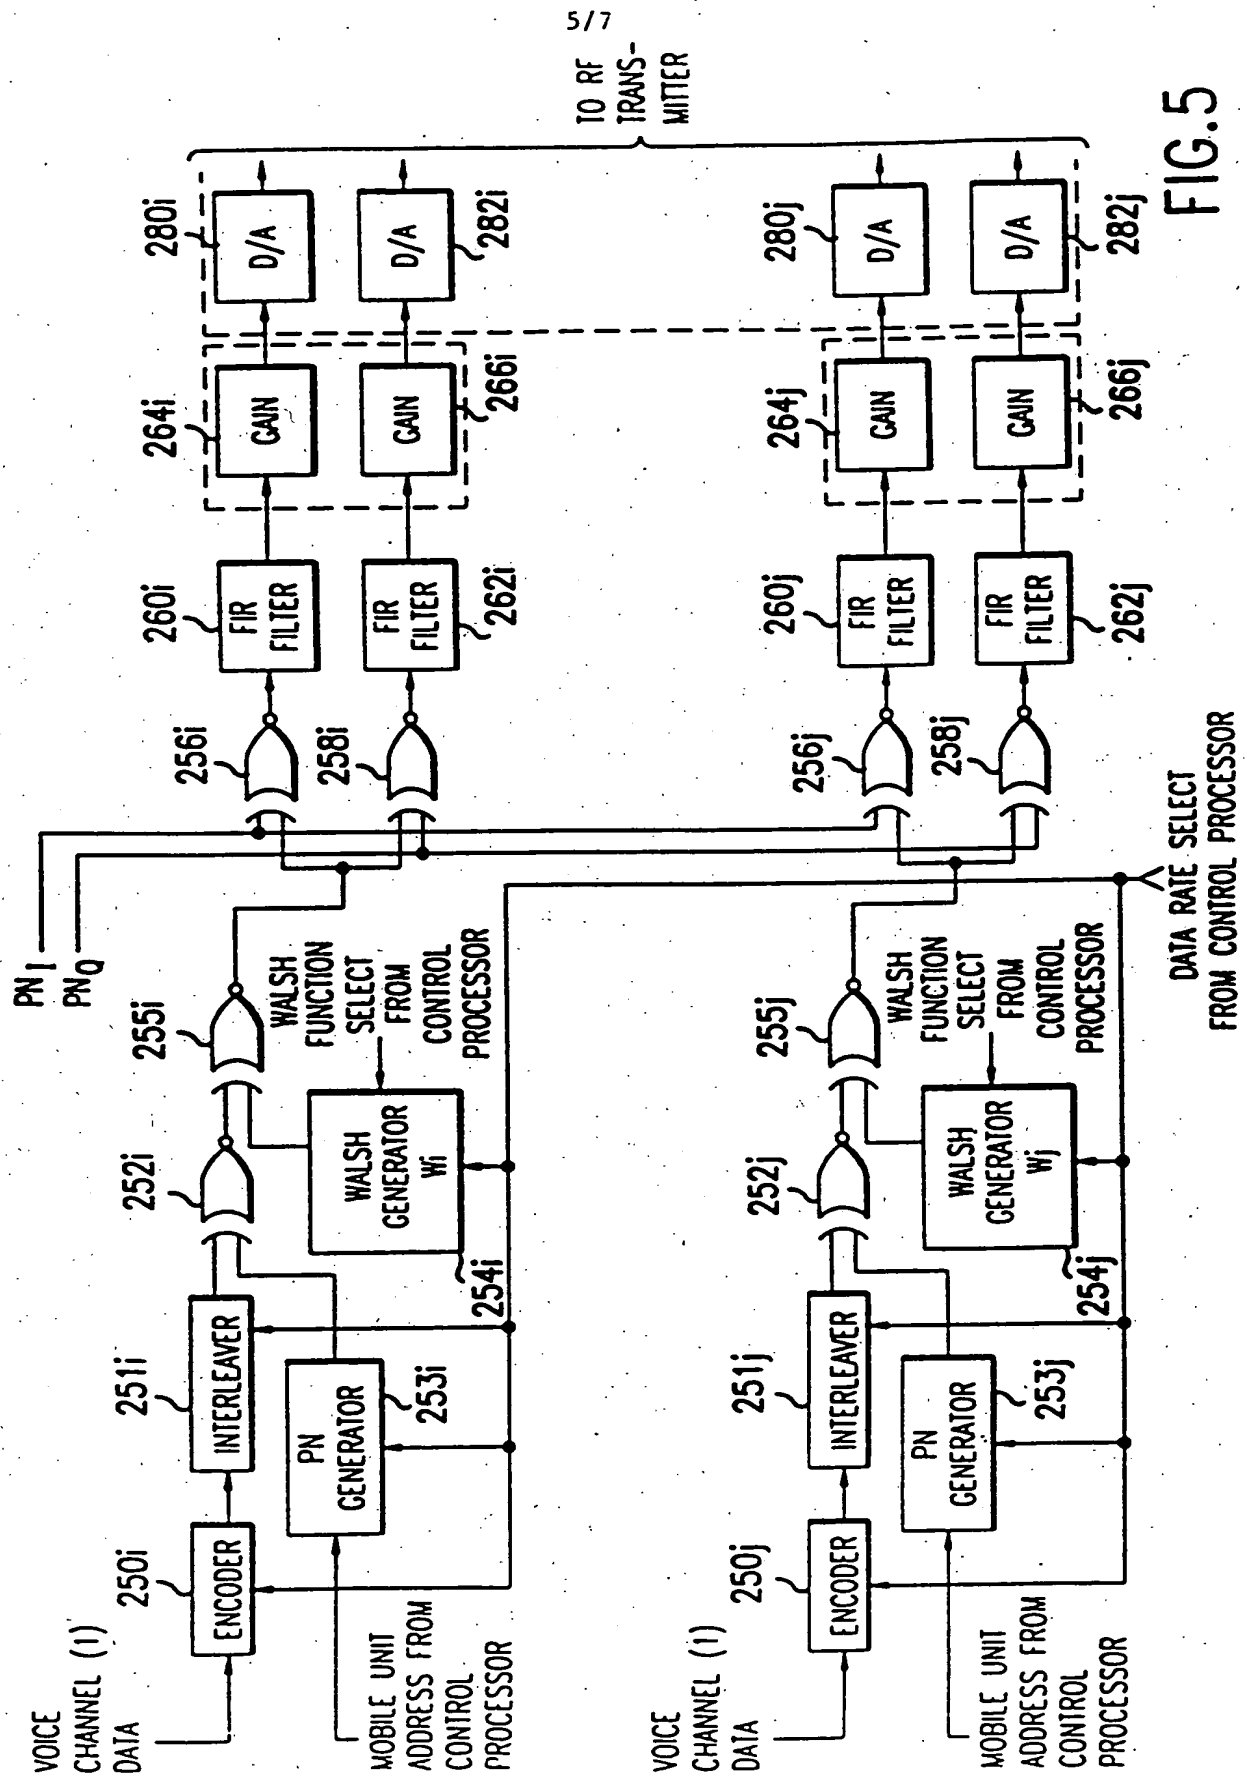 5/7
TO RF
TRANS-
MITTER
280i
D/A
282i
D/A
280j
D/A
282j
D/A
264i
GAIN
266i
GAIN
264j
GAIN
266j
GAIN
260i
FIR
FILTER
262i
FIR
FILTER
260j
FIR
FILTER
262j
FIR
FILTER
256i
258i
256j
258j
PN I
PN Q
255i
WALSH
FUNCTION
SELECT
FROM
CONTROL
PROCESSOR
255j
WALSH
FUNCTION
SELECT
FROM
CONTROL
PROCESSOR
DATA RATE SELECT
FROM CONTROL PROCESSOR
252i
WALSH
GENERATOR
Wi
254i
252j
WALSH
GENERATOR
Wj
254j
251i
INTERLEAVER
PN
GENERATOR
253i
251j
INTERLEAVER
PN
GENERATOR
253j
250i
ENCODER
250j
ENCODER
VOICE
CHANNEL (1)
DATA
MOBILE UNIT
ADDRESS FROM
CONTROL
PROCESSOR
VOICE
CHANNEL (1)
DATA
MOBILE UNIT
ADDRESS FROM
CONTROL
PROCESSOR
FIG.5